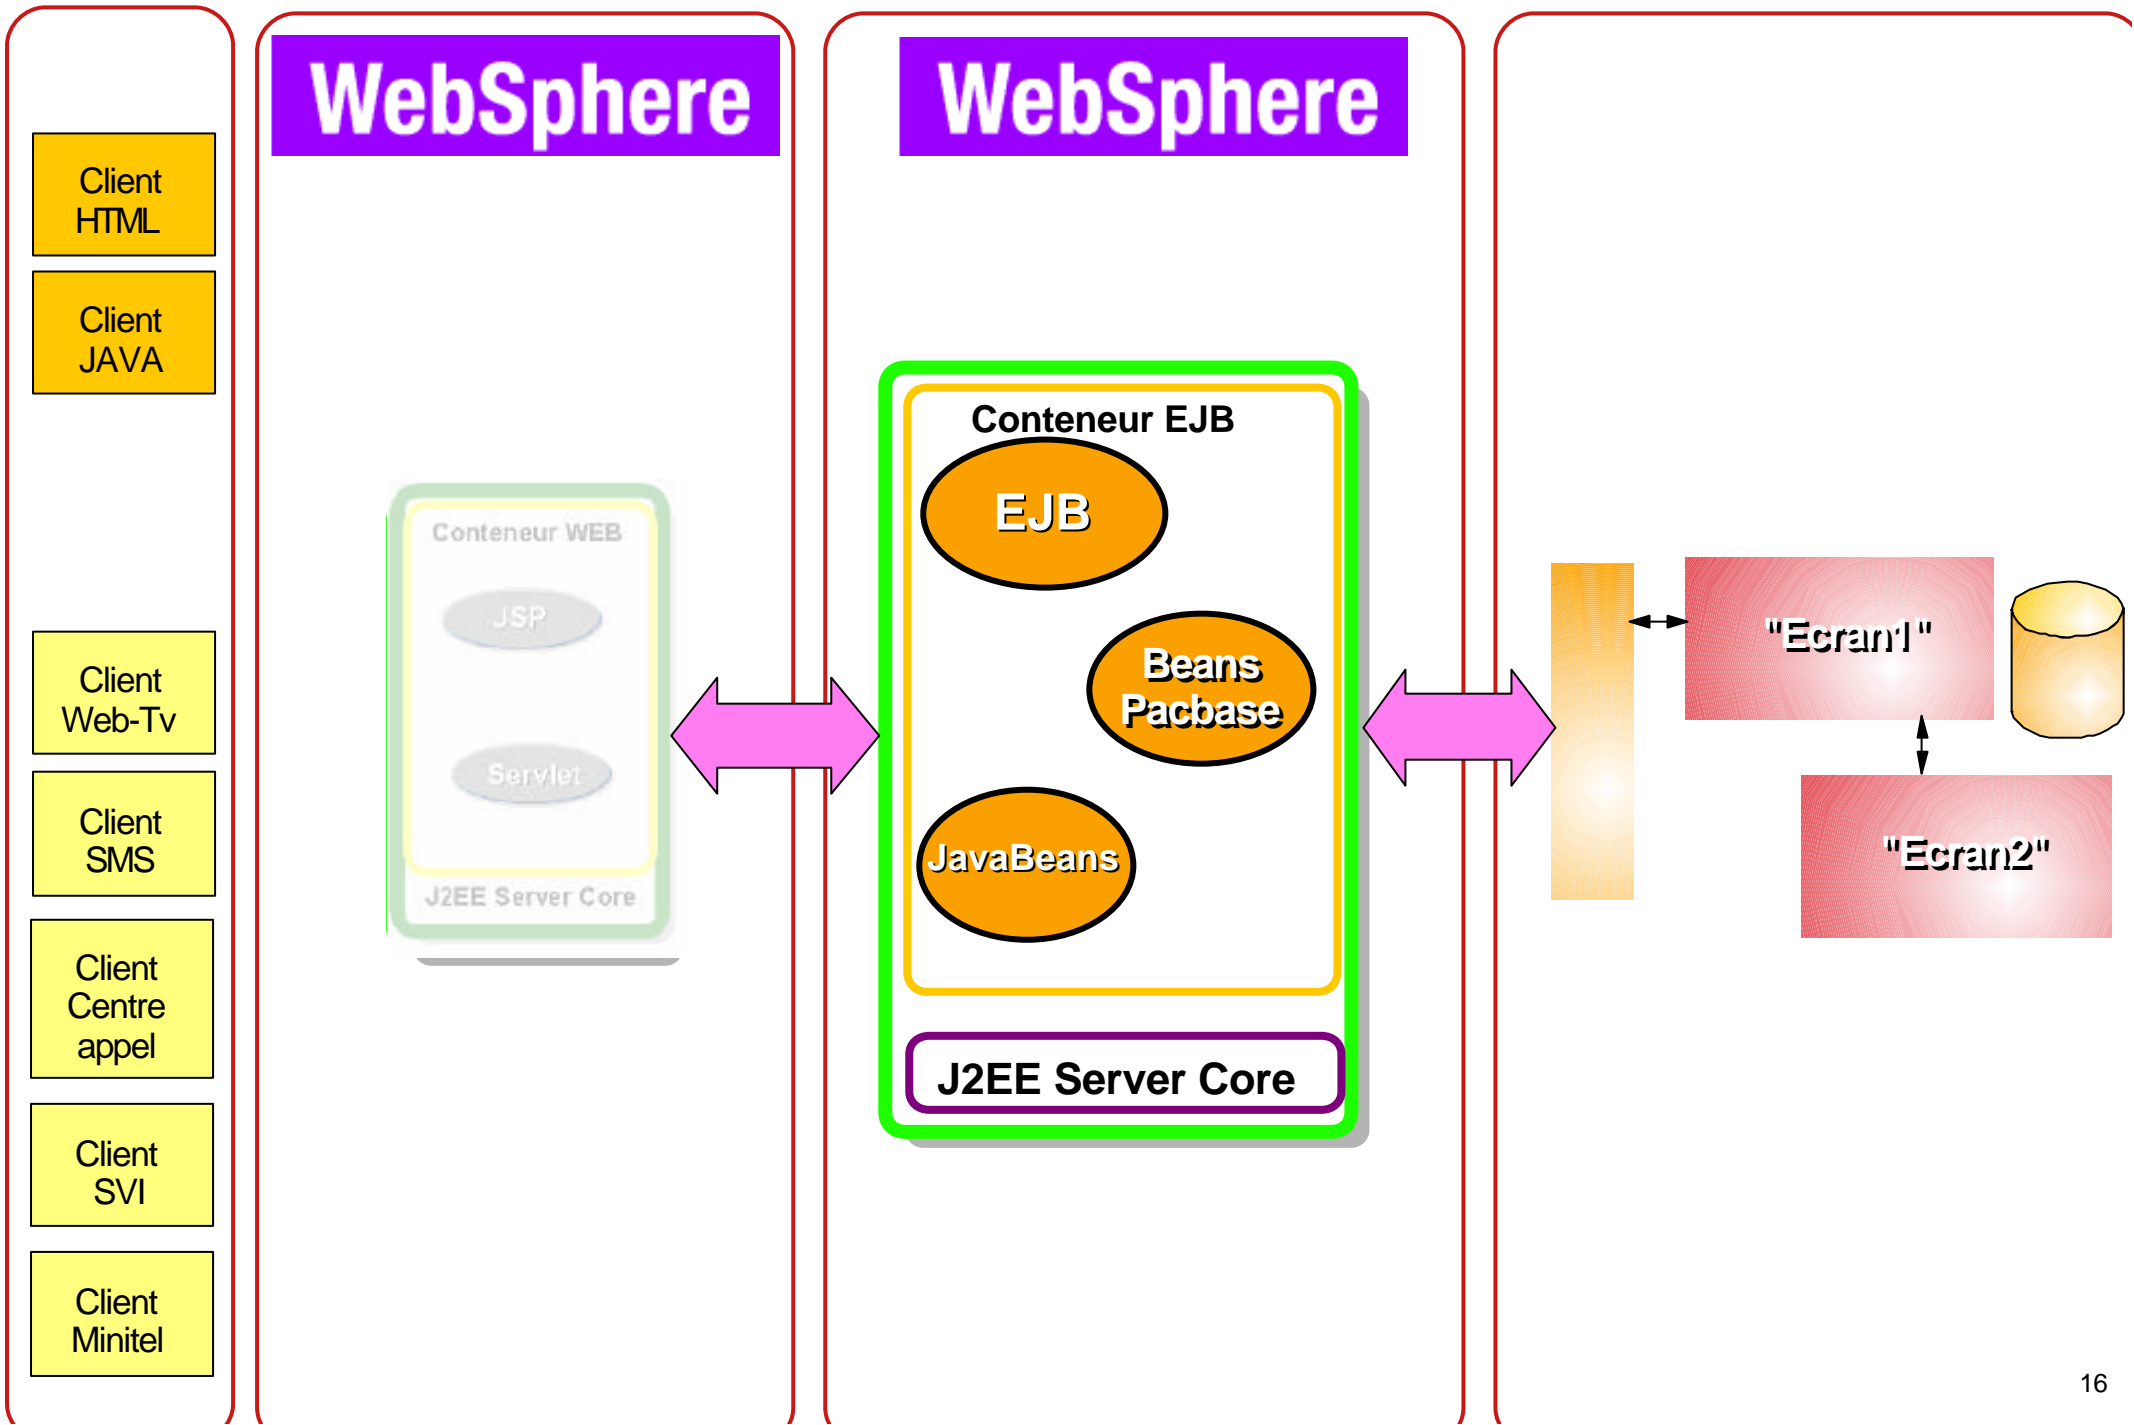 Client
HTML
Client
JAVA
Client
Web-Tv
Client
SMS
Client
Centre
appel
Client
SVI
Client
Minitel
WebSphere
Conteneur WEB
JSP
Servlet
J2EE Server Core
WebSphere
Conteneur EJB
EJB
Beans
Pacbase
JavaBeans
J2EE Server Core
"Ecran1"
"Ecran2"
16